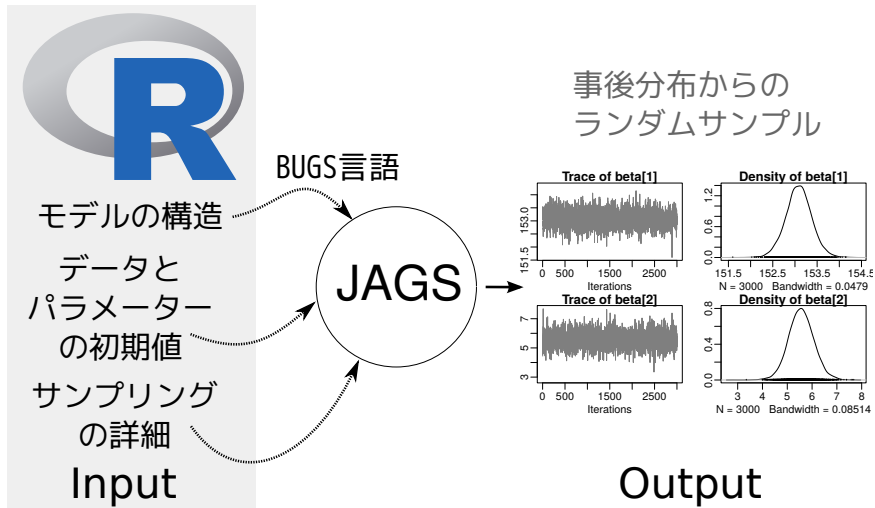 R
BUGS言語
モデルの構造
データと
パラメーター
の初期値
サンプリング
の詳細
Input
JAGS
事後分布からの
ランダムサンプル
Trace of beta[1]
151.5 153.0
0 500 1500 2500
Iterations
Density of beta[1]
0.0 0.6 1.2
151.5 152.5 153.5 154.5
N = 3000 Bandwidth = 0.0479
Trace of beta[2]
3 5 7
0 500 1500 2500
Iterations
Density of beta[2]
0.0 0.4 0.8
3 4 5 6 7 8
N = 3000 Bandwidth = 0.08514
Output